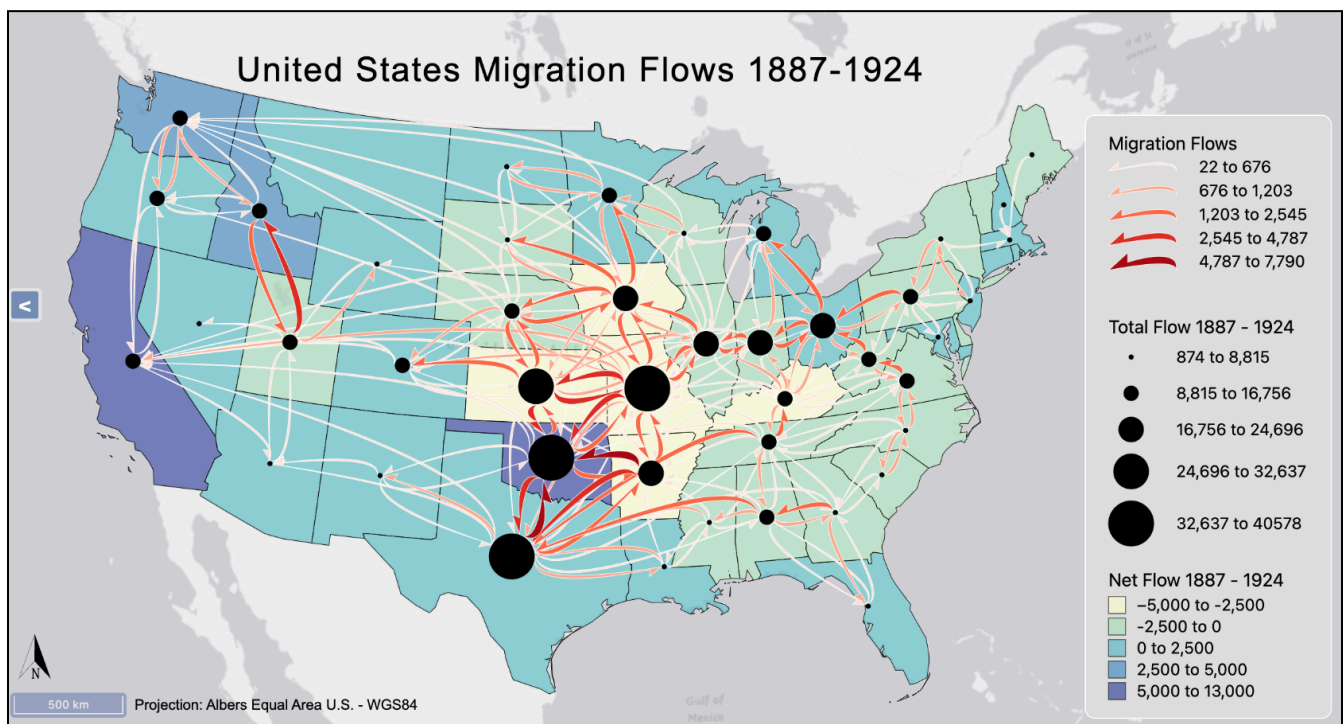 United States Migration Flows 1887-1924
Migration Flows
22 to 676
676 to 1,203
1,203 to 2,545
2,545 to 4,787
4,787 to 7,790
Total Flow 1887 - 1924
874 to 8,815
8,815 to 16,756
16,756 to 24,696
24,696 to 32,637
32,637 to 40578
Net Flow 1887 - 1924
−5,000 to -2,500
-2,500 to 0
0 to 2,500
2,500 to 5,000
5,000 to 13,000
<
N
500 km
Projection: Albers Equal Area U.S. - WGS84
Gulf of
Mexico